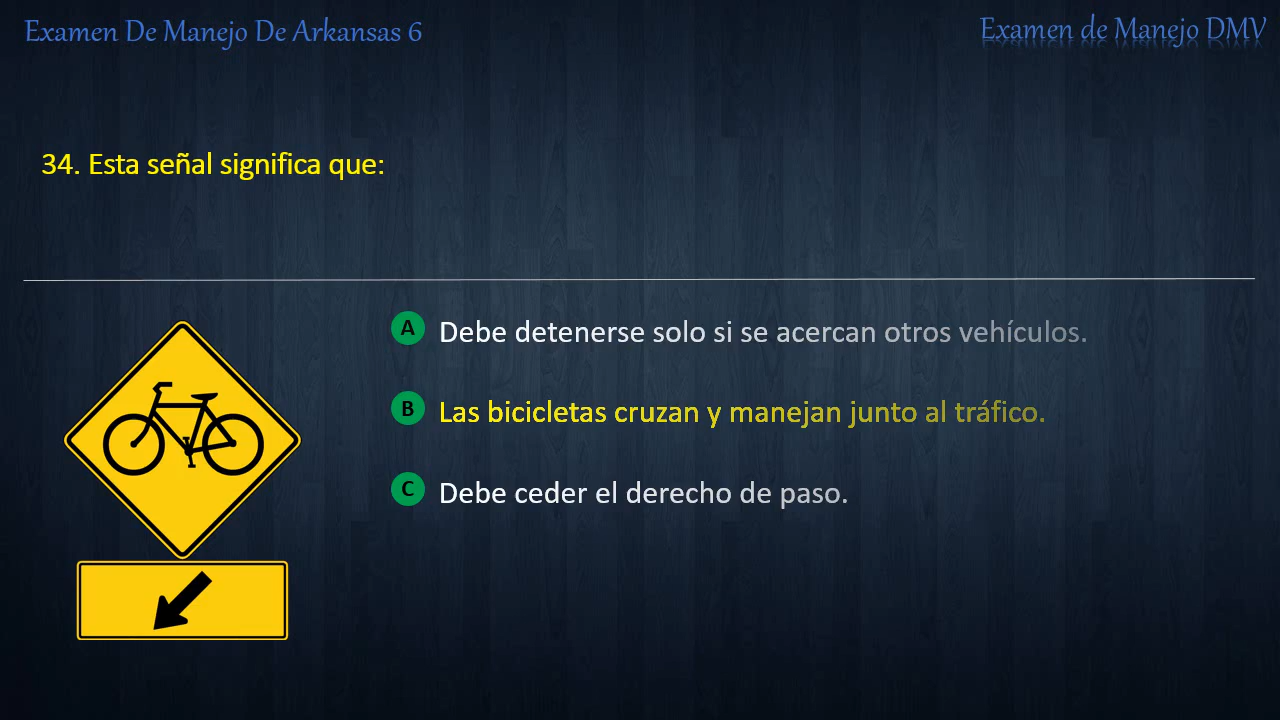 Examen De Manejo De Arkansas 6
Examen de Manejo DMV
34. Esta señal significa que:
A Debe detenerse solo si se acercan otros vehículos.
B Las bicicletas cruzan y manejan junto al tráfico.
C Debe ceder el derecho de paso.